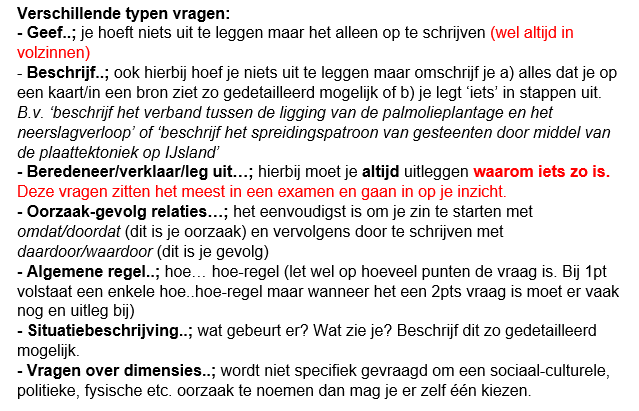 Verschillende typen vragen:
- Geef..; je hoeft niets uit te leggen maar het alleen op te schrijven (wel altijd in
volzinnen)
- Beschrijf..; ook hierbij hoef je niets uit te leggen maar omschrijf je a) alles dat je op
een kaart/in een bron ziet zo gedetailleerd mogelijk of b) je legt ‘iets’ in stappen uit.
B.v. ‘beschrijf het verband tussen de ligging van de palmolieplantage en het
neerslagverloop’ of ‘beschrijf het spreidingspatroon van gesteenten door middel van
de plaattektoniek op IJsland’
- Beredeneer/verklaar/leg uit…; hierbij moet je altijd uitleggen waarom iets zo is.
Deze vragen zitten het meest in een examen en gaan in op je inzicht.
- Oorzaak-gevolg relaties…; het eenvoudigst is om je zin te starten met
omdat/doordat (dit is je oorzaak) en vervolgens door te schrijven met
daardoor/waardoor (dit is je gevolg)
- Algemene regel..; hoe… hoe-regel (let wel op hoeveel punten de vraag is. Bij 1pt
volstaat een enkele hoe..hoe-regel maar wanneer het een 2pts vraag is moet er vaak
nog en uitleg bij)
- Situatiebeschrijving..; wat gebeurt er? Wat zie je? Beschrijf dit zo gedetailleerd
mogelijk.
- Vragen over dimensies..; wordt niet specifiek gevraagd om een sociaal-culturele,
politieke, fysische etc. oorzaak te noemen dan mag je er zelf één kiezen.